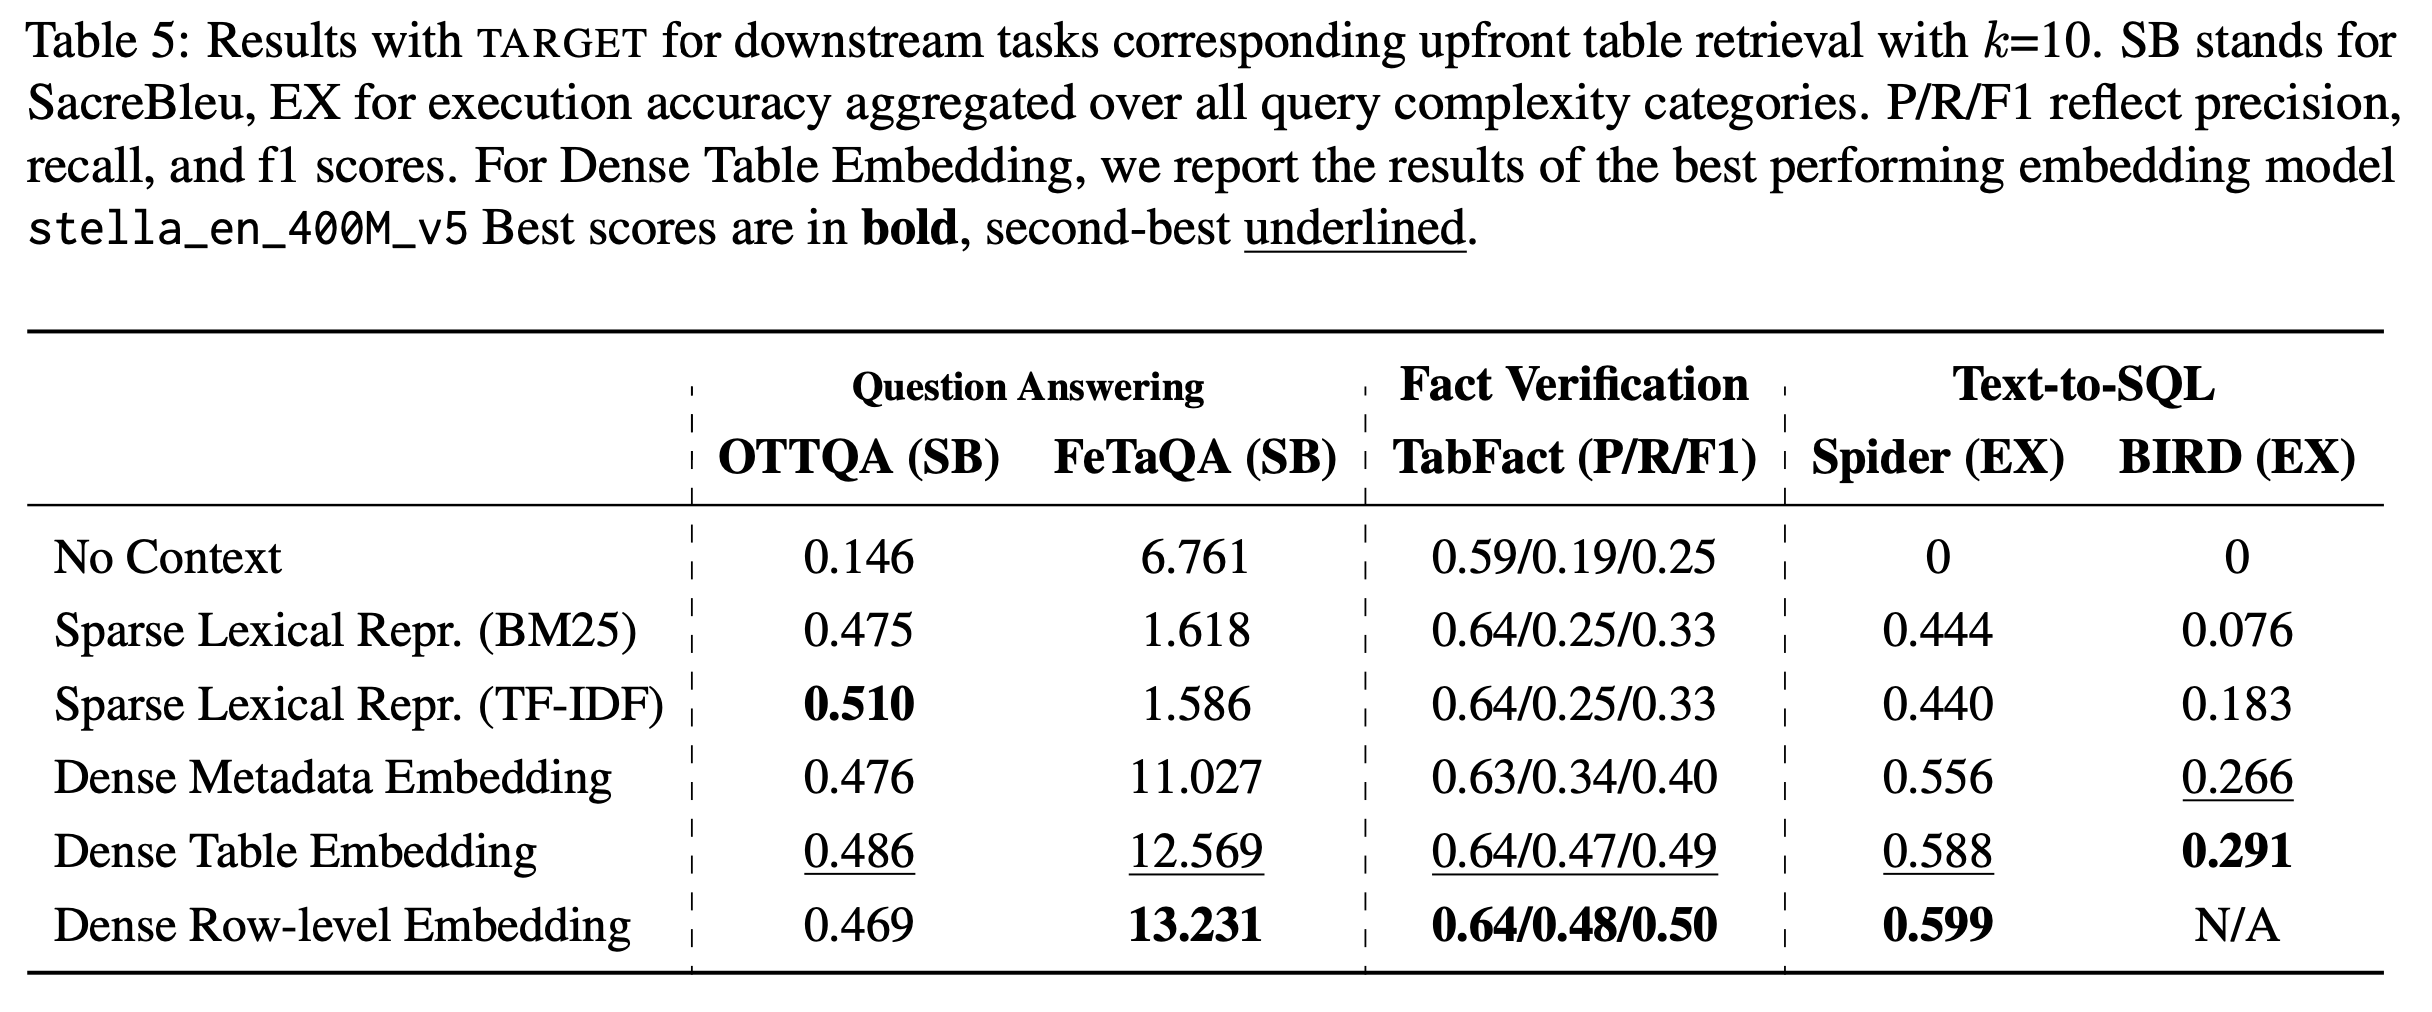 Table 5: Results with TARGET for downstream tasks corresponding upfront table retrieval with k=10. SB stands for
SacreBleu, EX for execution accuracy aggregated over all query complexity categories. P/R/F1 reflect precision,
recall, and f1 scores. For Dense Table Embedding, we report the results of the best performing embedding model
stella_en_400M_v5 Best scores are in bold, second-best underlined.
Question Answering Fact Verification Text-to-SQL
OTTQA (SB) FeTaQA (SB) TabFact (P/R/F1) Spider (EX) BIRD (EX)
No Context 0.146 6.761 0.59/0.19/0.25 0 0
Sparse Lexical Repr. (BM25) 0.475 1.618 0.64/0.25/0.33 0.444 0.076
Sparse Lexical Repr. (TF-IDF) 0.510 1.586 0.64/0.25/0.33 0.440 0.183
Dense Metadata Embedding 0.476 11.027 0.63/0.34/0.40 0.556 0.266
Dense Table Embedding 0.486 12.569 0.64/0.47/0.49 0.588 0.291
Dense Row-level Embedding 0.469 13.231 0.64/0.48/0.50 0.599 N/A